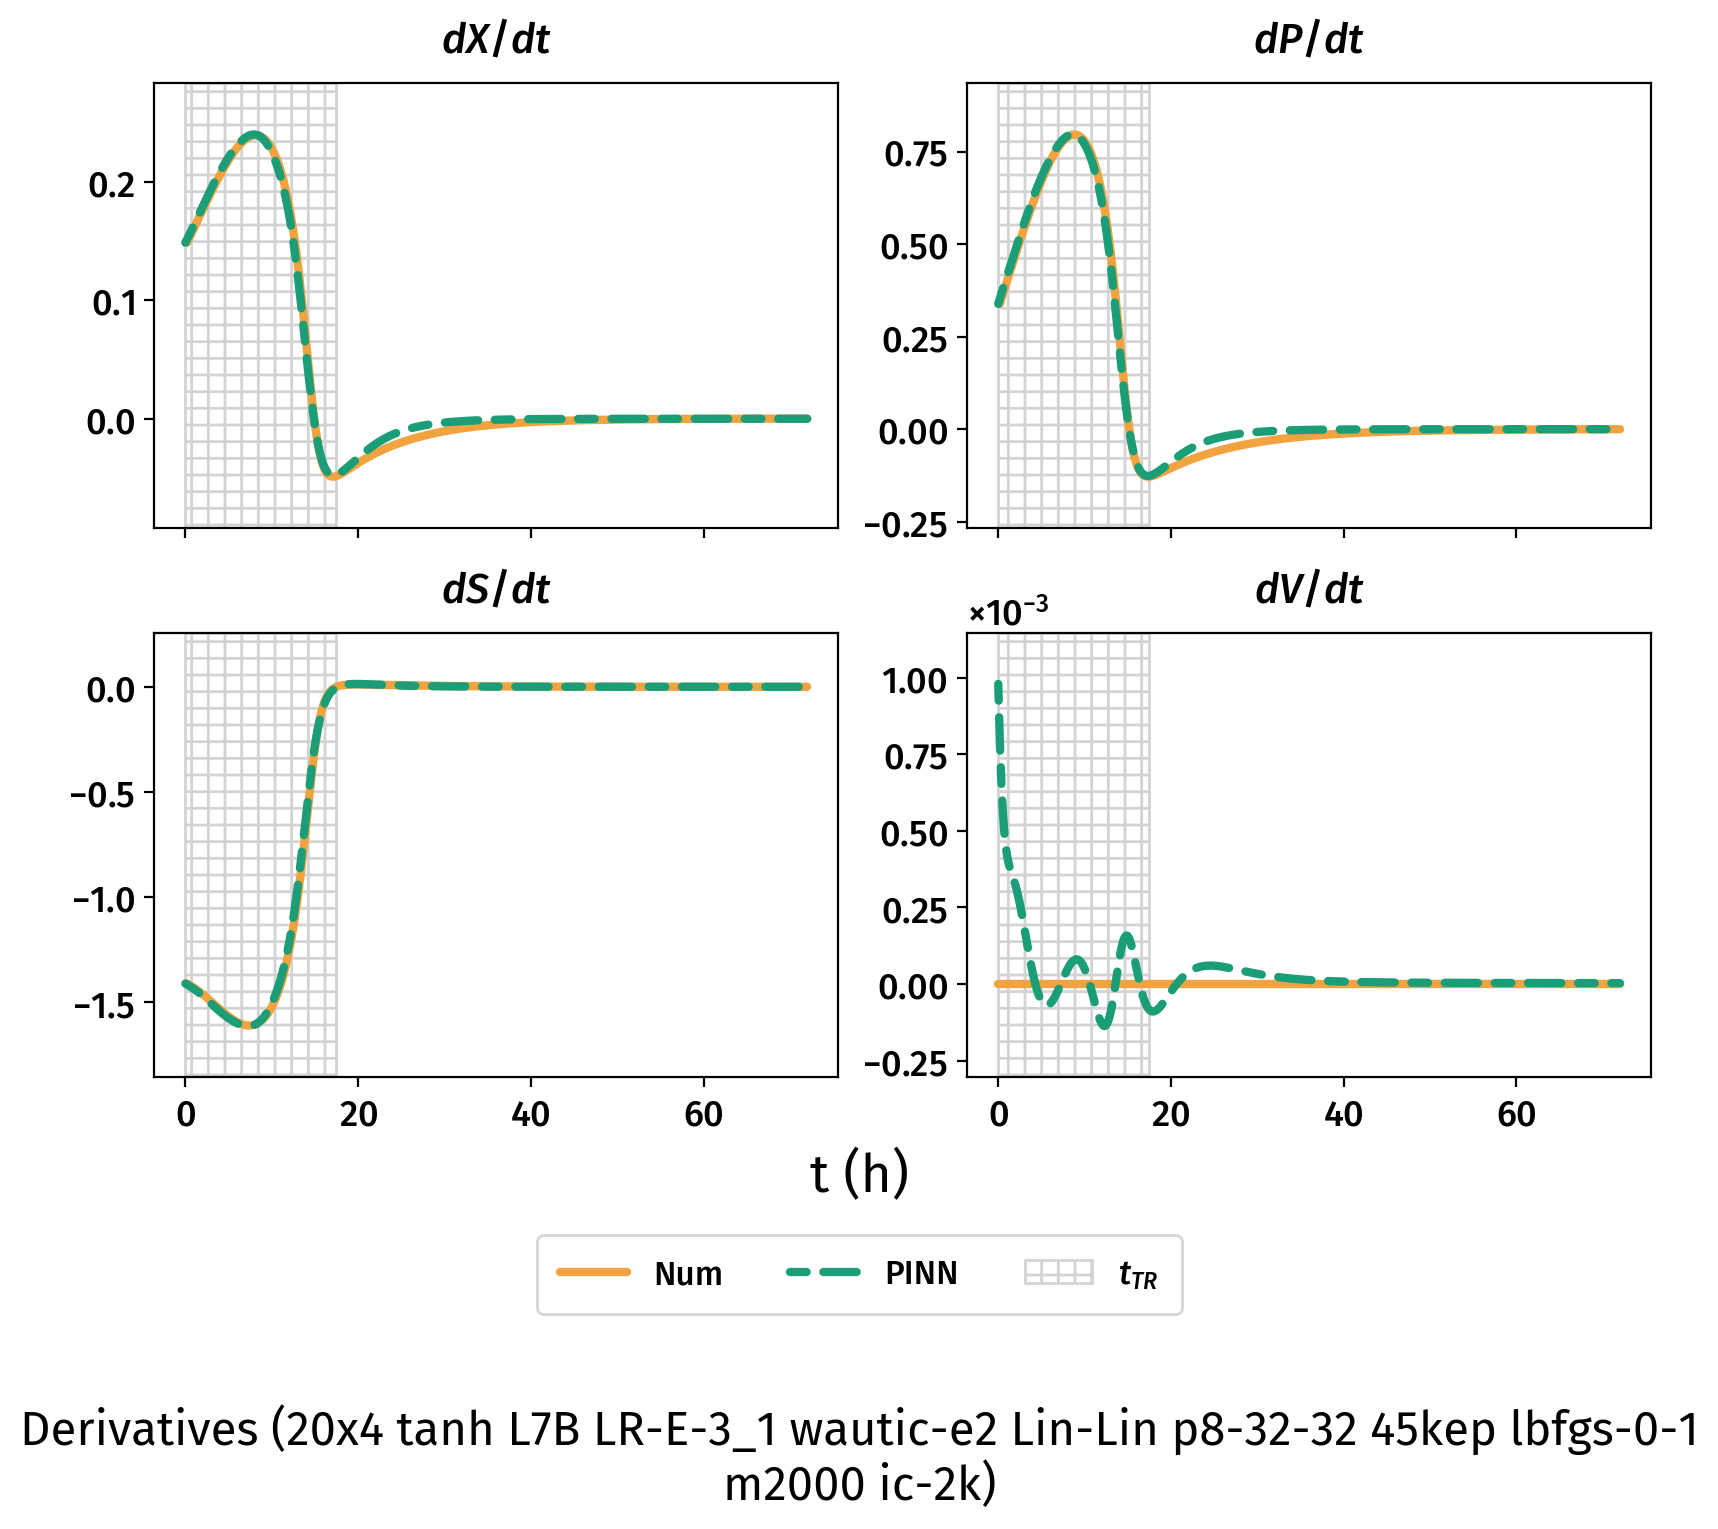 dX/dt
dP/dt
0.2
0.1
0.0
0.75
0.50
0.25
0.00
−0.25
dS/dt
dV/dt
×10⁻³
0.0
−0.5
−1.0
−1.5
1.00
0.75
0.50
0.25
0.00
−0.25
0 20 40 60
0 20 40 60
t (h)
Num PINN t_TR
Derivatives (20x4 tanh L7B LR-E-3_1 wautic-e2 Lin-Lin p8-32-32 45kep lbfgs-0-1
m2000 ic-2k)